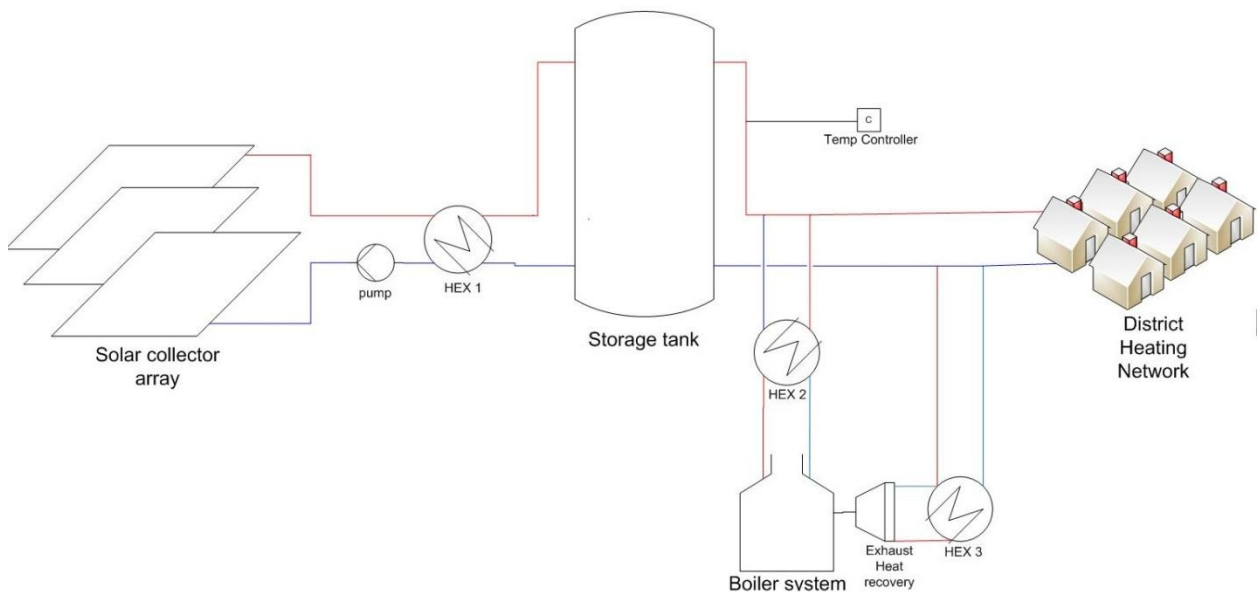 C
Temp Controller
pump
HEX 1
Solar collector
array
Storage tank
HEX 2
District
Heating
Network
Exhaust
Heat
recovery
HEX 3
Boiler system